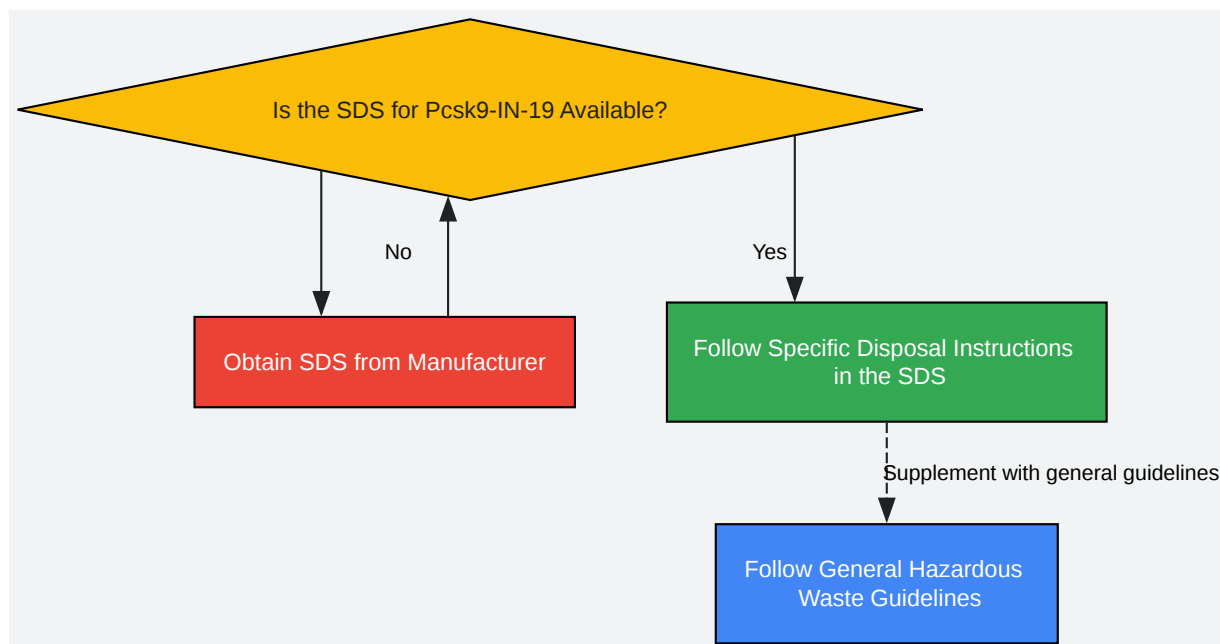 Is the SDS for Pcsk9-IN-19 Available?
No
Yes
Obtain SDS from Manufacturer
Follow Specific Disposal Instructions
in the SDS
Supplement with general guidelines
Follow General Hazardous
Waste Guidelines